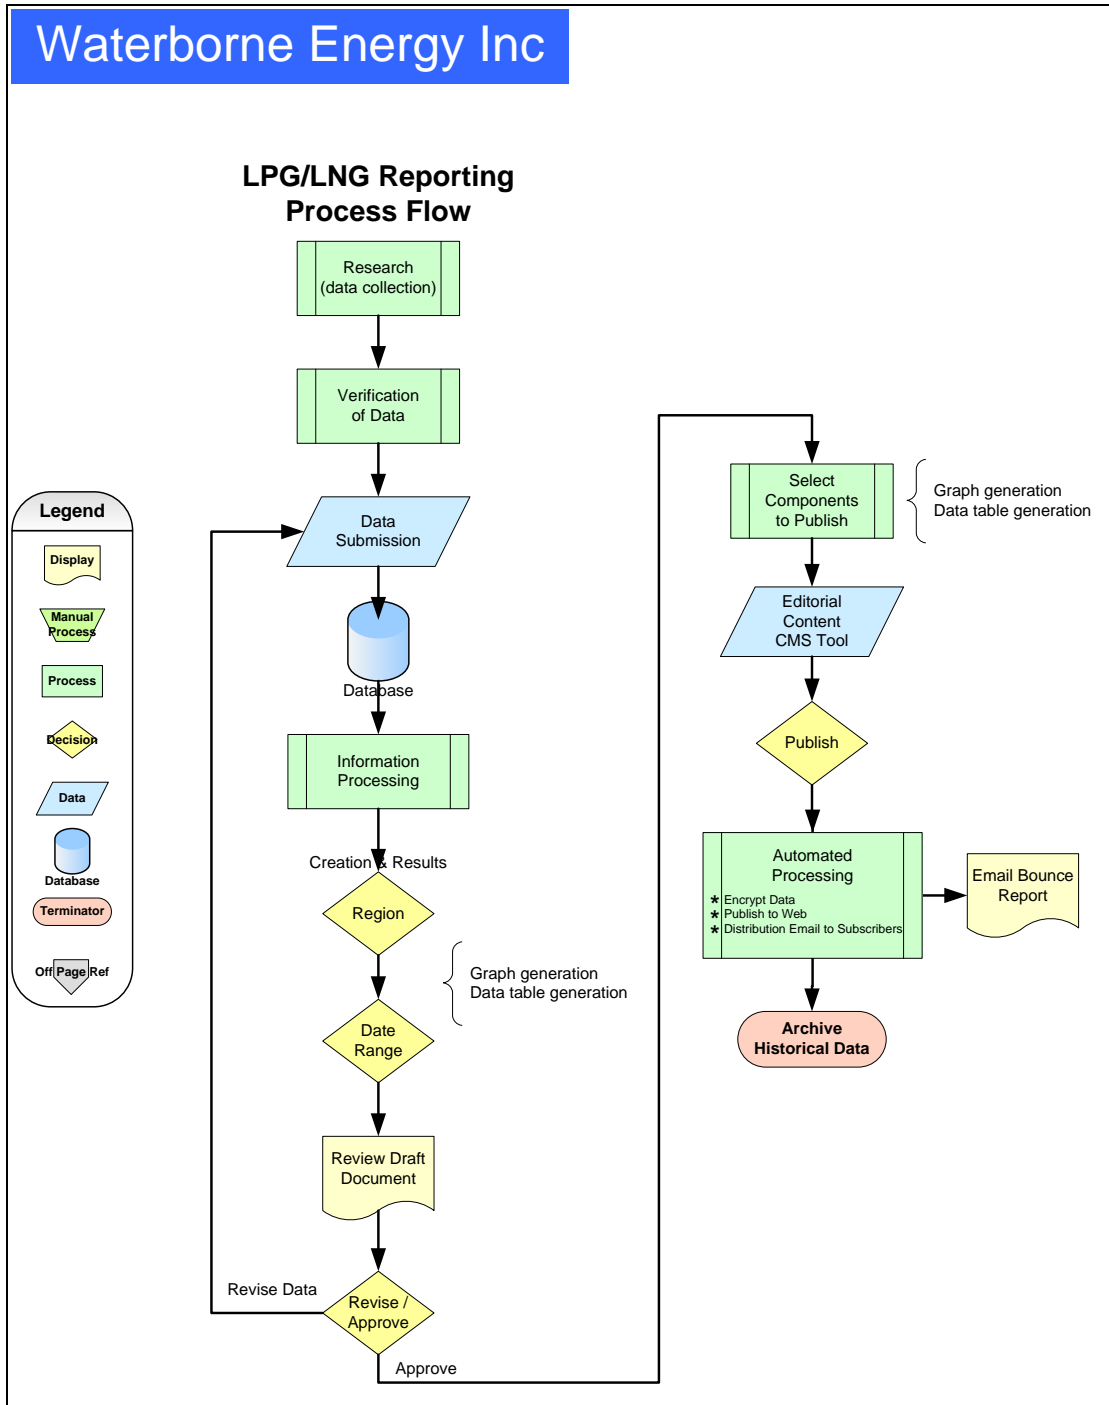 Waterborne Energy Inc
LPG/LNG Reporting
Process Flow
Research
(data collection)
Verification
of Data
Data
Submission
Database
Information
Processing
Creation & Results
Region
Graph generation
Data table generation
Date
Range
Review Draft
Document
Revise Data
Revise /
Approve
Approve
Legend
Display
Manual
Process
Process
Decision
Data
Database
Terminator
Off Page Ref
Select
Components
to Publish
Graph generation
Data table generation
Editorial
Content
CMS Tool
Publish
Automated
Processing
* Encrypt Data
* Publish to Web
* Distribution Email to Subscribers
Email Bounce
Report
Archive
Historical Data